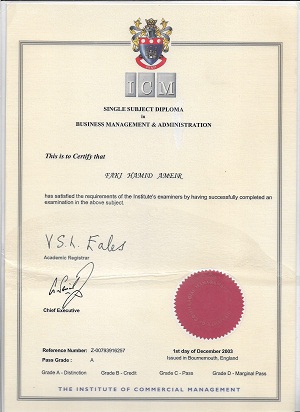 ICM
SINGLE SUBJECT DIPLOMA
in
BUSINESS MANAGEMENT & ADMINISTRATION
This is to Certify that
FAKI HAMID AMEIR
has satisfied the requirements of the Institute's examiners by having successfully completed an
examination in the above subject.
V.S.L. Eales
Academic Registrar
Chief Executive
Reference Number: Z-00793916257
1st day of December 2003
Pass Grade : A
Issued in Bournemouth, England
Grade A - Distinction Grade B - Credit Grade C - Pass Grade D - Marginal Pass
THE INSTITUTE OF COMMERCIAL MANAGEMENT